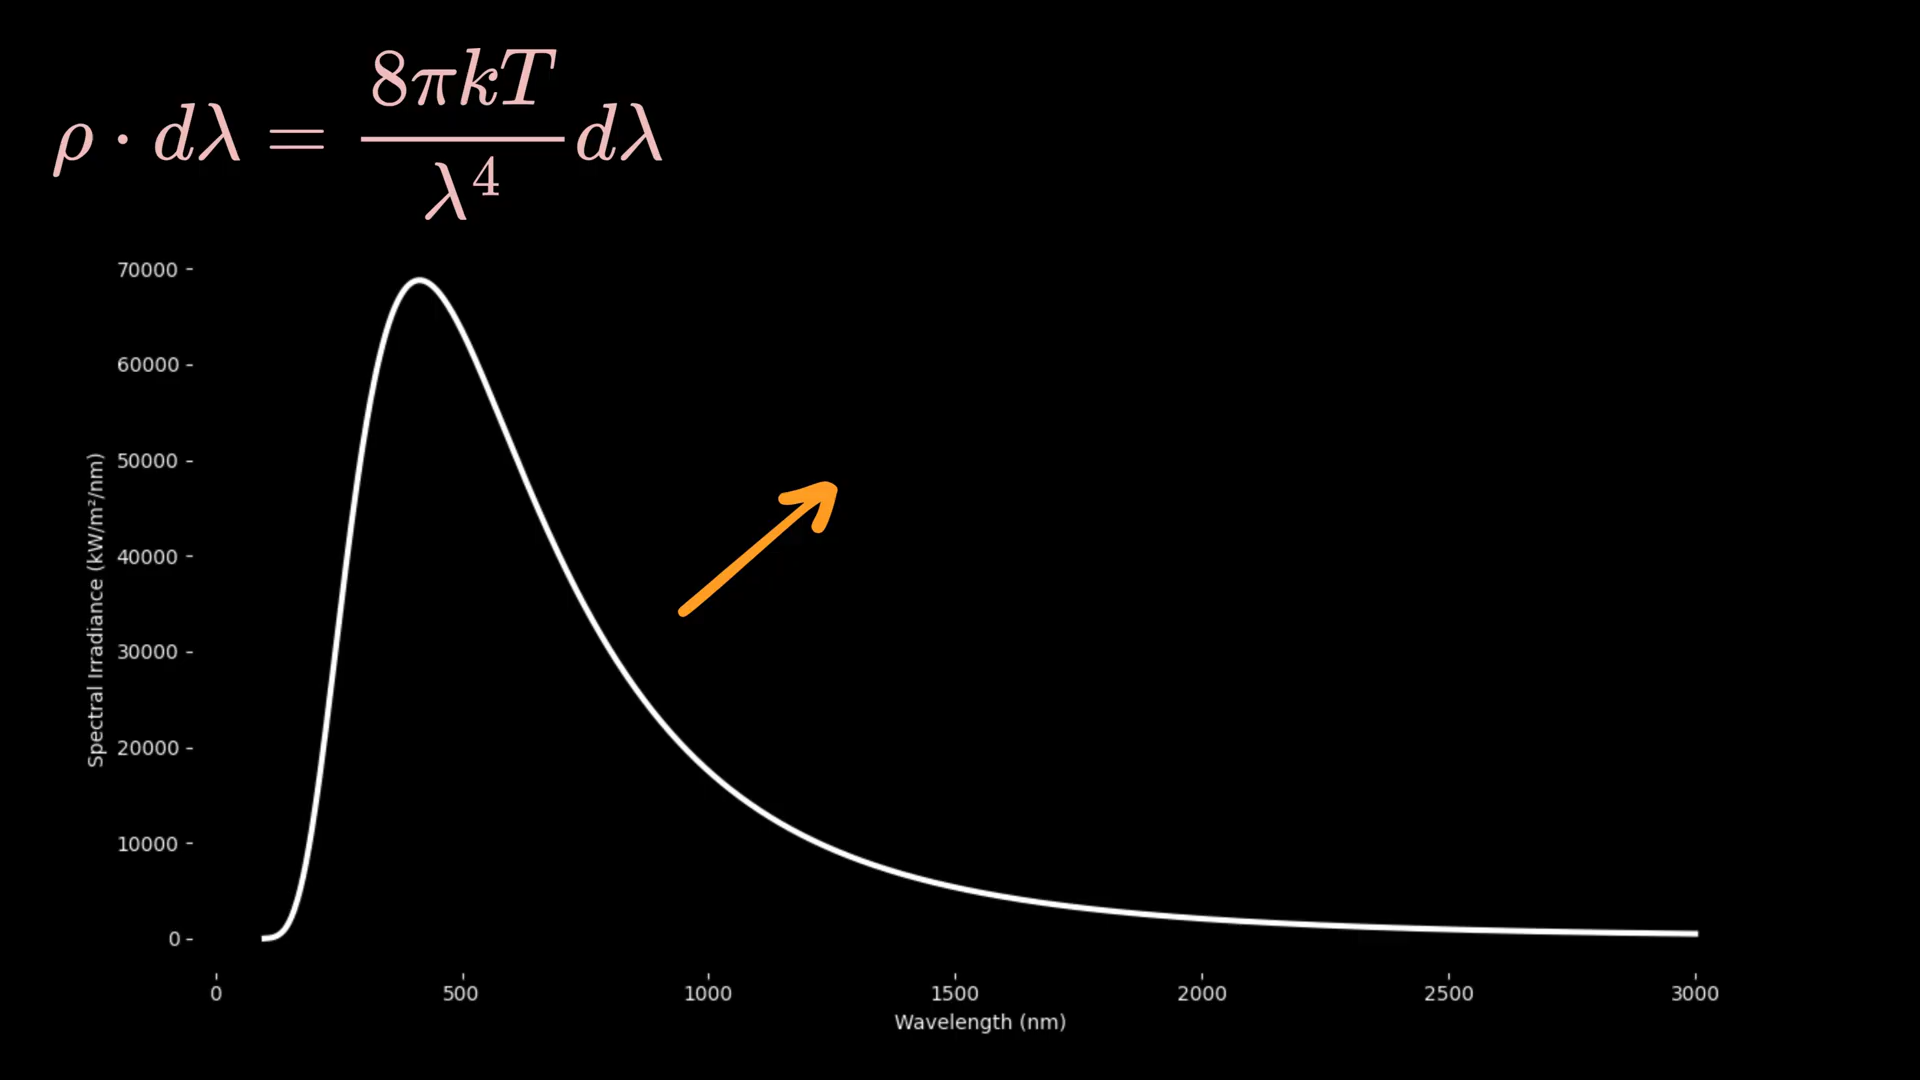 ρ · dλ = 8πkT/λ⁴ dλ
70000
60000
50000
40000
30000
20000
10000
0
Spectral Irradiance (kW/m²/nm)
0 500 1000 1500 2000 2500 3000
Wavelength (nm)